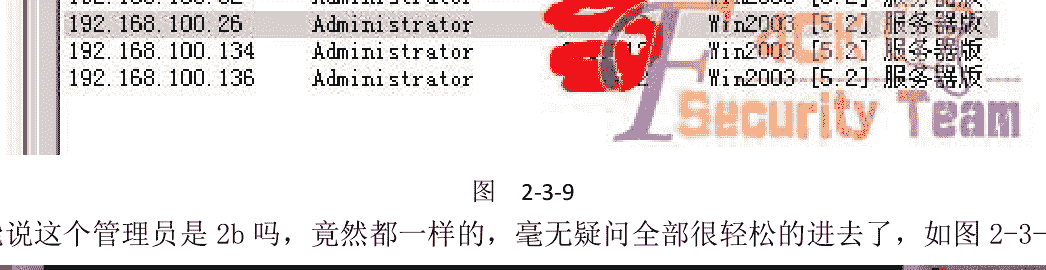 192.168.100.26 Administrator Win2003 [5.2] 服务器版
192.168.100.134 Administrator Win2003 [5.2] 服务器版
192.168.100.136 Administrator 2 Win2003 [5.2] 服务器版
Security Team
图 2-3-9
说这个管理员是 2b 吗，竟然都一样的，毫无疑问全部很轻松的进去了，如图 2-3-